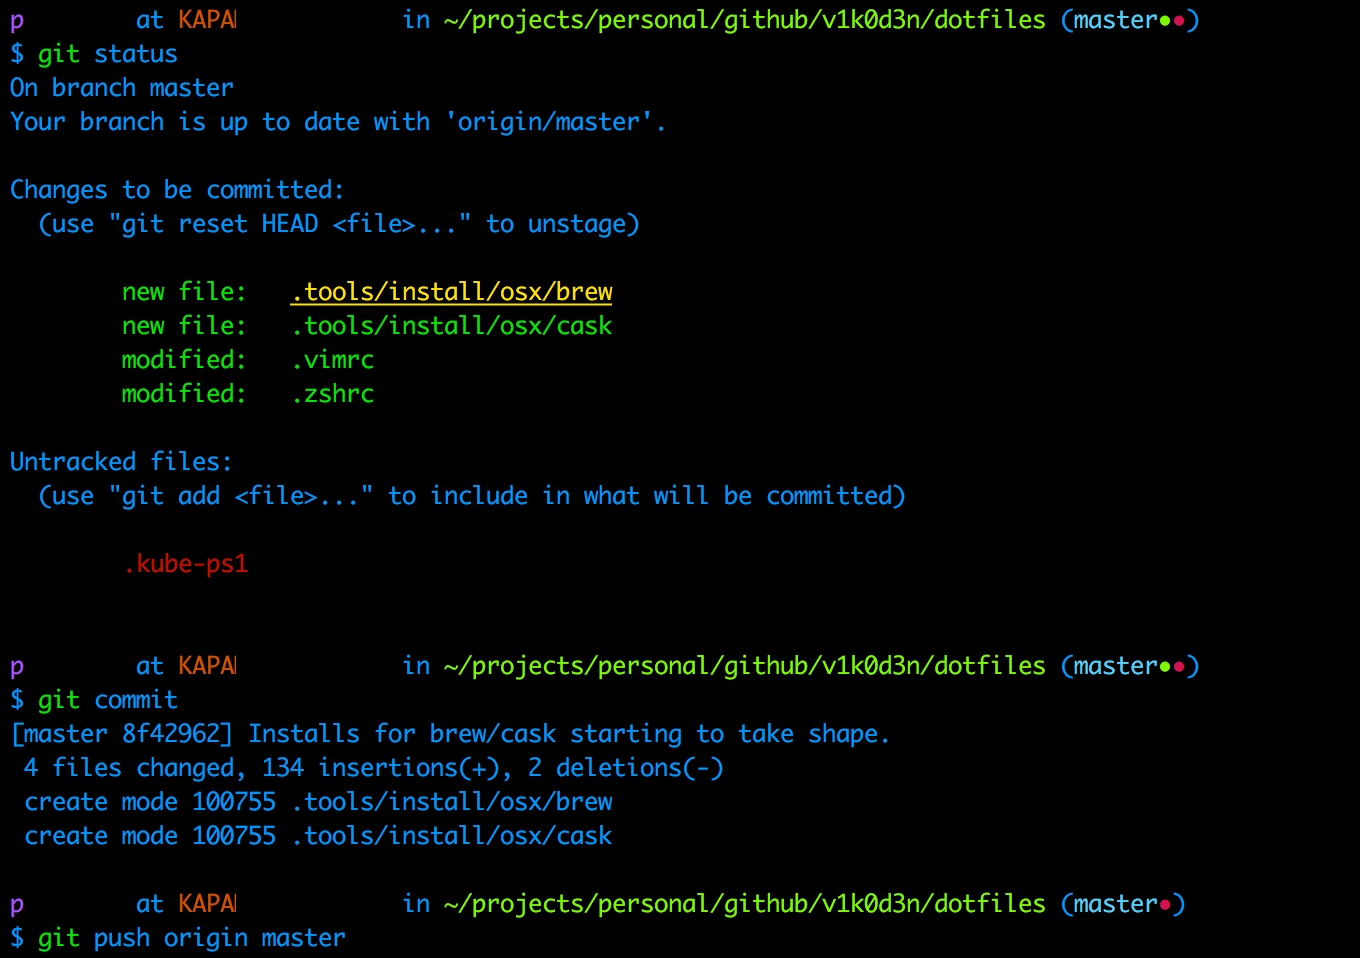 p at KAPA in ~/projects/personal/github/v1k0d3n/dotfiles (master●●)
$ git status
On branch master
Your branch is up to date with 'origin/master'.
Changes to be committed:
(use "git reset HEAD <file>..." to unstage)
new file: .tools/install/osx/brew
new file: .tools/install/osx/cask
modified: .vimrc
modified: .zshrc
Untracked files:
(use "git add <file>..." to include in what will be committed)
.kube-ps1
p at KAPA in ~/projects/personal/github/v1k0d3n/dotfiles (master●●)
$ git commit
[master 8f42962] Installs for brew/cask starting to take shape.
4 files changed, 134 insertions(+), 2 deletions(-)
create mode 100755 .tools/install/osx/brew
create mode 100755 .tools/install/osx/cask
p at KAPA in ~/projects/personal/github/v1k0d3n/dotfiles (master●)
$ git push origin master